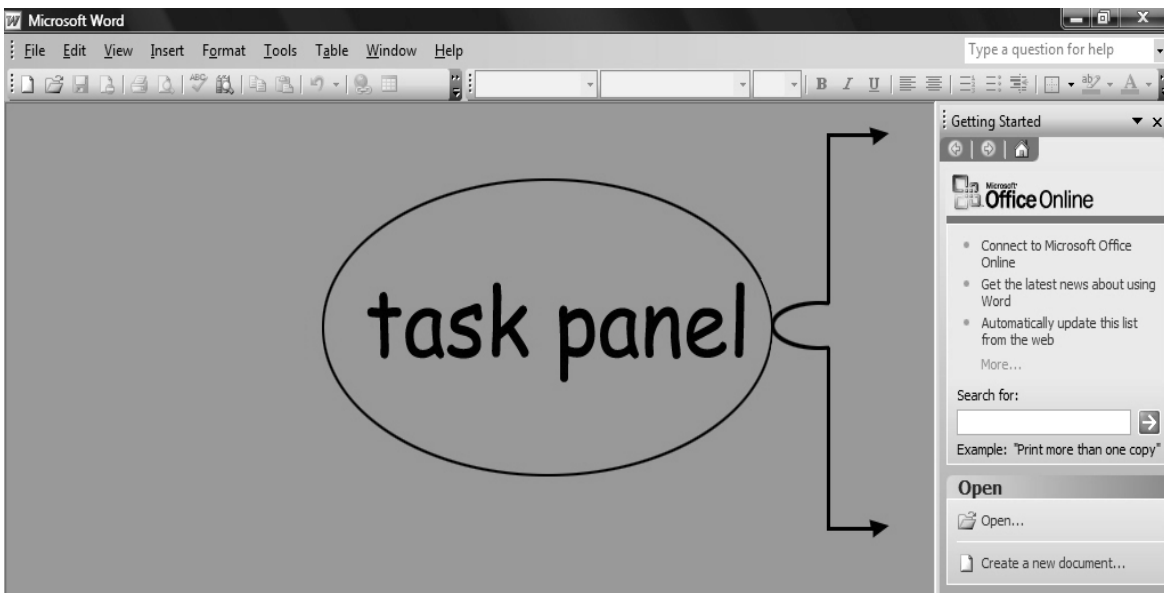 Microsoft Word
File Edit View Insert Format Tools Table Window Help
Type a question for help
ABC
B I U
ab
A
Getting Started
Microsoft
Office Online
Connect to Microsoft Office
Online
Get the latest news about using
Word
Automatically update this list
from the web
More...
Search for:
Example: "Print more than one copy"
Open
Open...
Create a new document...
task panel